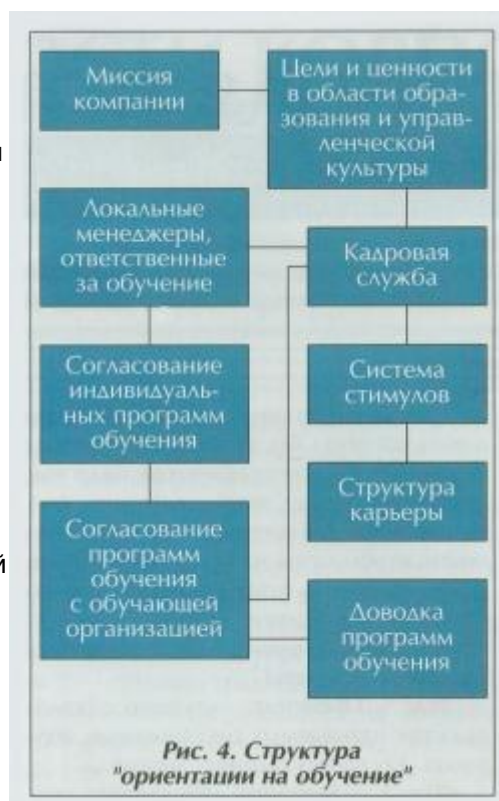 Миссия
компании
Цели и ценности
в области обра-
зования и управ-
ленческой
культуры
Локальные
менеджеры,
ответственные
за обучение
Кадровая
служба
Согласование
индивидуаль-
ных программ
обучения
Система
стимулов
Структура
карьеры
Согласование
программ
обучения
с обучающей
организацией
Доводка
программ
обучения
Рис. 4. Структура
"ориентации на обучение"